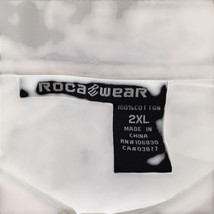 ROCAWEAR
100% COTTON
2XL
MADE IN
CHINA
RN#106830
CA#03877